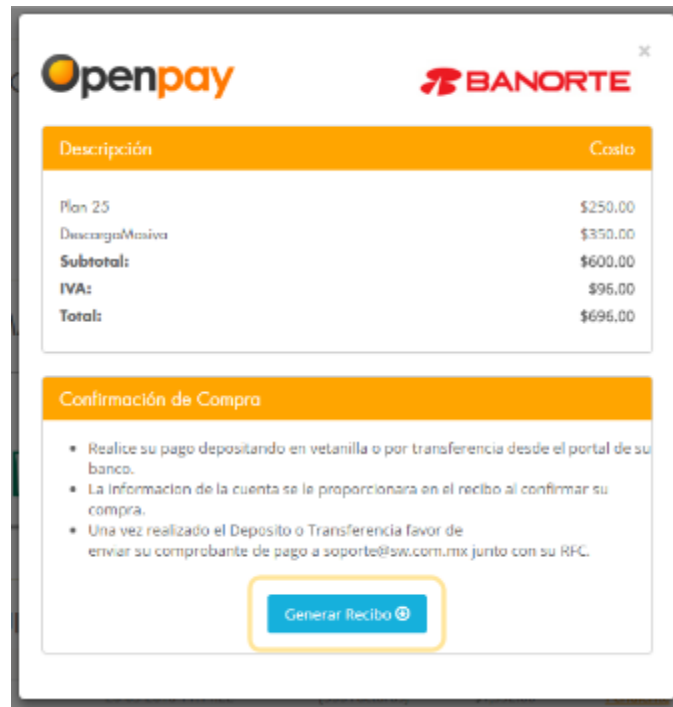 ×
Openpay
BANORTE
Descripción Costo
Plan 25 $250.00
DescargaMasiva $350.00
Subtotal: $600.00
IVA: $96.00
Total: $696.00
Confirmación de Compra
• Realice su pago depositando en vetanilla o por transferencia desde el portal de su
banco.
• La informacion de la cuenta se le proporcionara en el recibo al confirmar su
compra.
• Una vez realizado el Deposito o Transferencia favor de
enviar su comprobante de pago a soporte@sw.com.mx junto con su RFC.
Generar Recibo